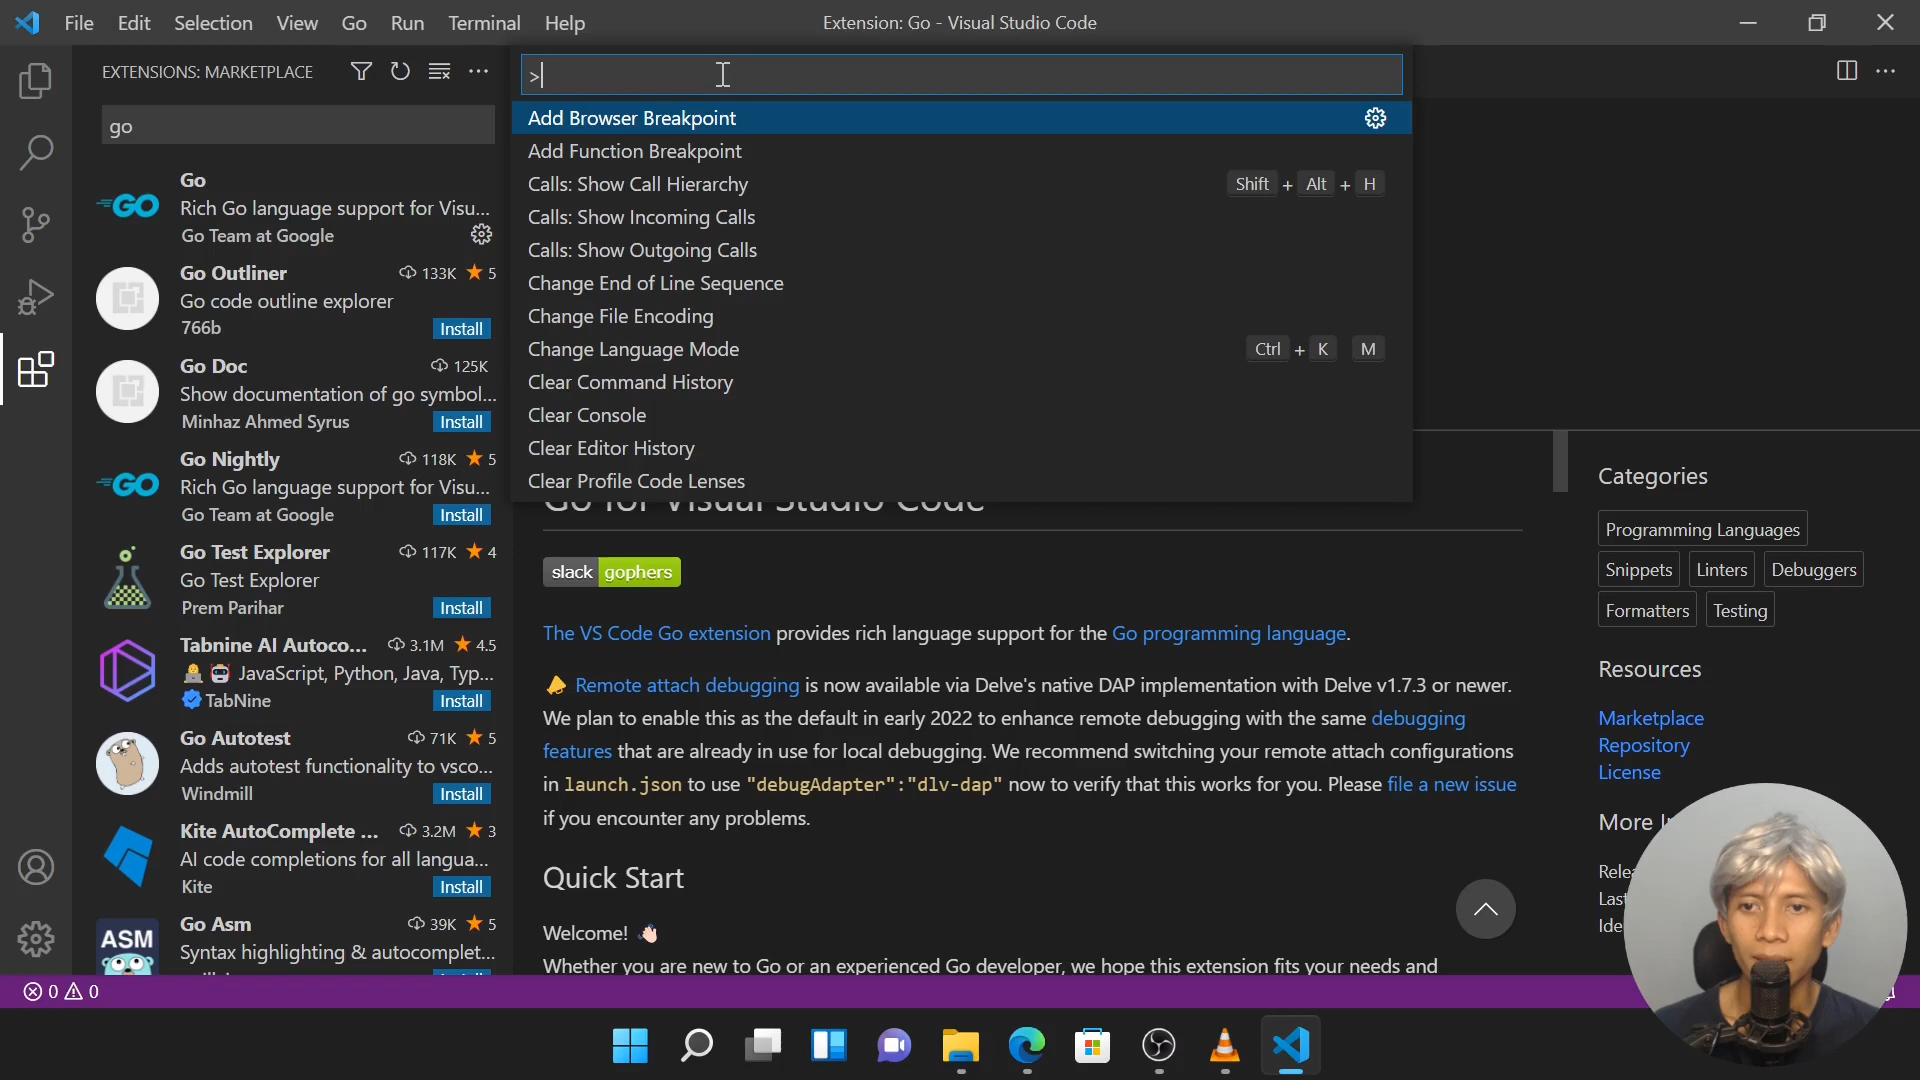 File Edit Selection View Go Run Terminal Help
Extension: Go - Visual Studio Code
EXTENSIONS: MARKETPLACE
go
Go
Rich Go language support for Visu...
Go Team at Google
Go Outliner 133K 5
Go code outline explorer
766b Install
Go Doc 125K
Show documentation of go symbol...
Minhaz Ahmed Syrus Install
Go Nightly 118K 5
Rich Go language support for Visu...
Go Team at Google Install
Go Test Explorer 117K 4
Go Test Explorer
Prem Parihar Install
Tabnine AI Autoco... 3.1M 4.5
JavaScript, Python, Java, Typ...
TabNine Install
Go Autotest 71K 5
Adds autotest functionality to vsco...
Windmill Install
Kite AutoComplete ... 3.2M 3
AI code completions for all langua...
Kite Install
Go Asm 39K 5
Syntax highlighting & autocomplet...
ASM
>
Add Browser Breakpoint
Add Function Breakpoint
Calls: Show Call Hierarchy Shift + Alt + H
Calls: Show Incoming Calls
Calls: Show Outgoing Calls
Change End of Line Sequence
Change File Encoding
Change Language Mode Ctrl + K M
Clear Command History
Clear Console
Clear Editor History
Clear Profile Code Lenses
Go for Visual Studio Code
slack gophers
The VS Code Go extension provides rich language support for the Go programming language.
Remote attach debugging is now available via Delve's native DAP implementation with Delve v1.7.3 or newer.
We plan to enable this as the default in early 2022 to enhance remote debugging with the same debugging
features that are already in use for local debugging. We recommend switching your remote attach configurations
in launch.json to use "debugAdapter":"dlv-dap" now to verify that this works for you. Please file a new issue
if you encounter any problems.
Quick Start
Welcome!
Whether you are new to Go or an experienced Go developer, we hope this extension fits your needs and
Categories
Programming Languages
Snippets Linters Debuggers
Formatters Testing
Resources
Marketplace
Repository
License
More
0 0